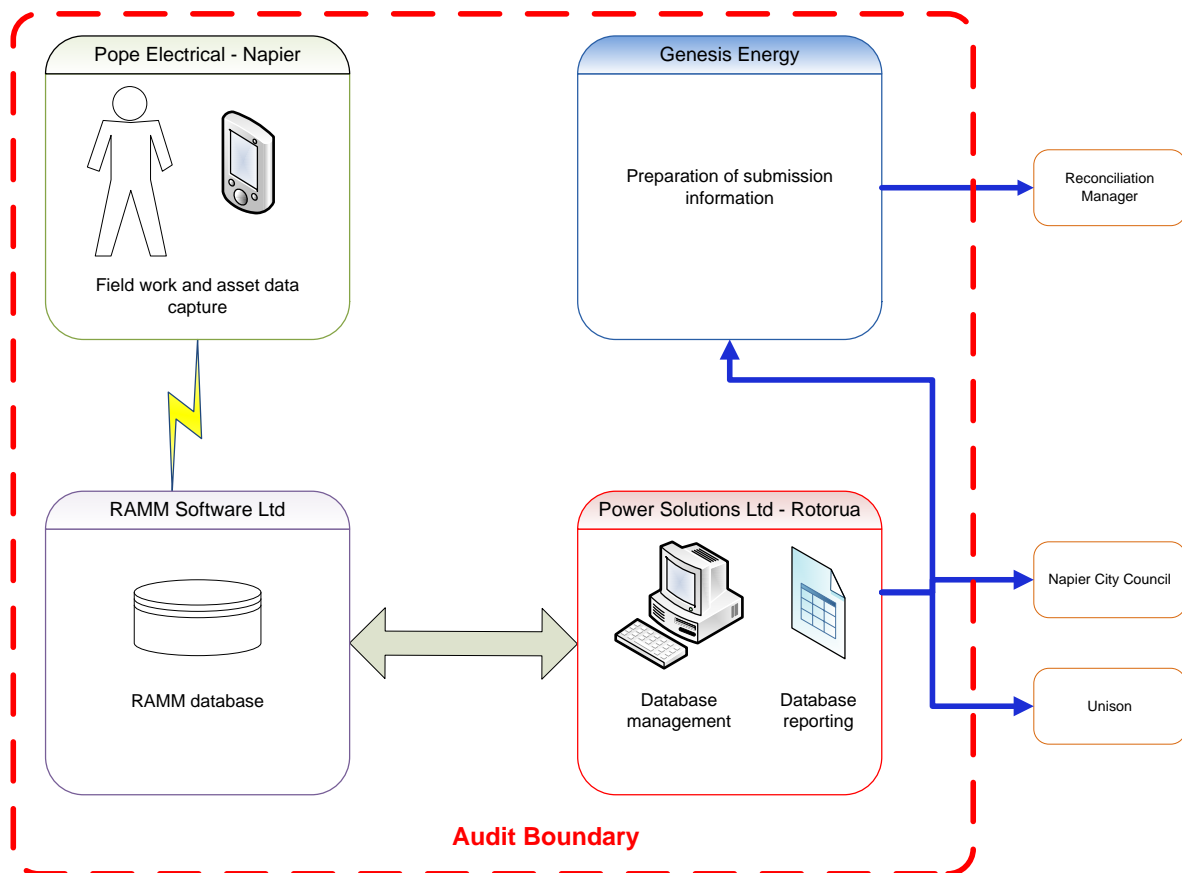 Pope Electrical - Napier
Field work and asset data
capture
Genesis Energy
Preparation of submission
information
Reconciliation
Manager
RAMM Software Ltd
RAMM database
Power Solutions Ltd - Rotorua
Database
management
Database
reporting
Napier City Council
Unison
Audit Boundary